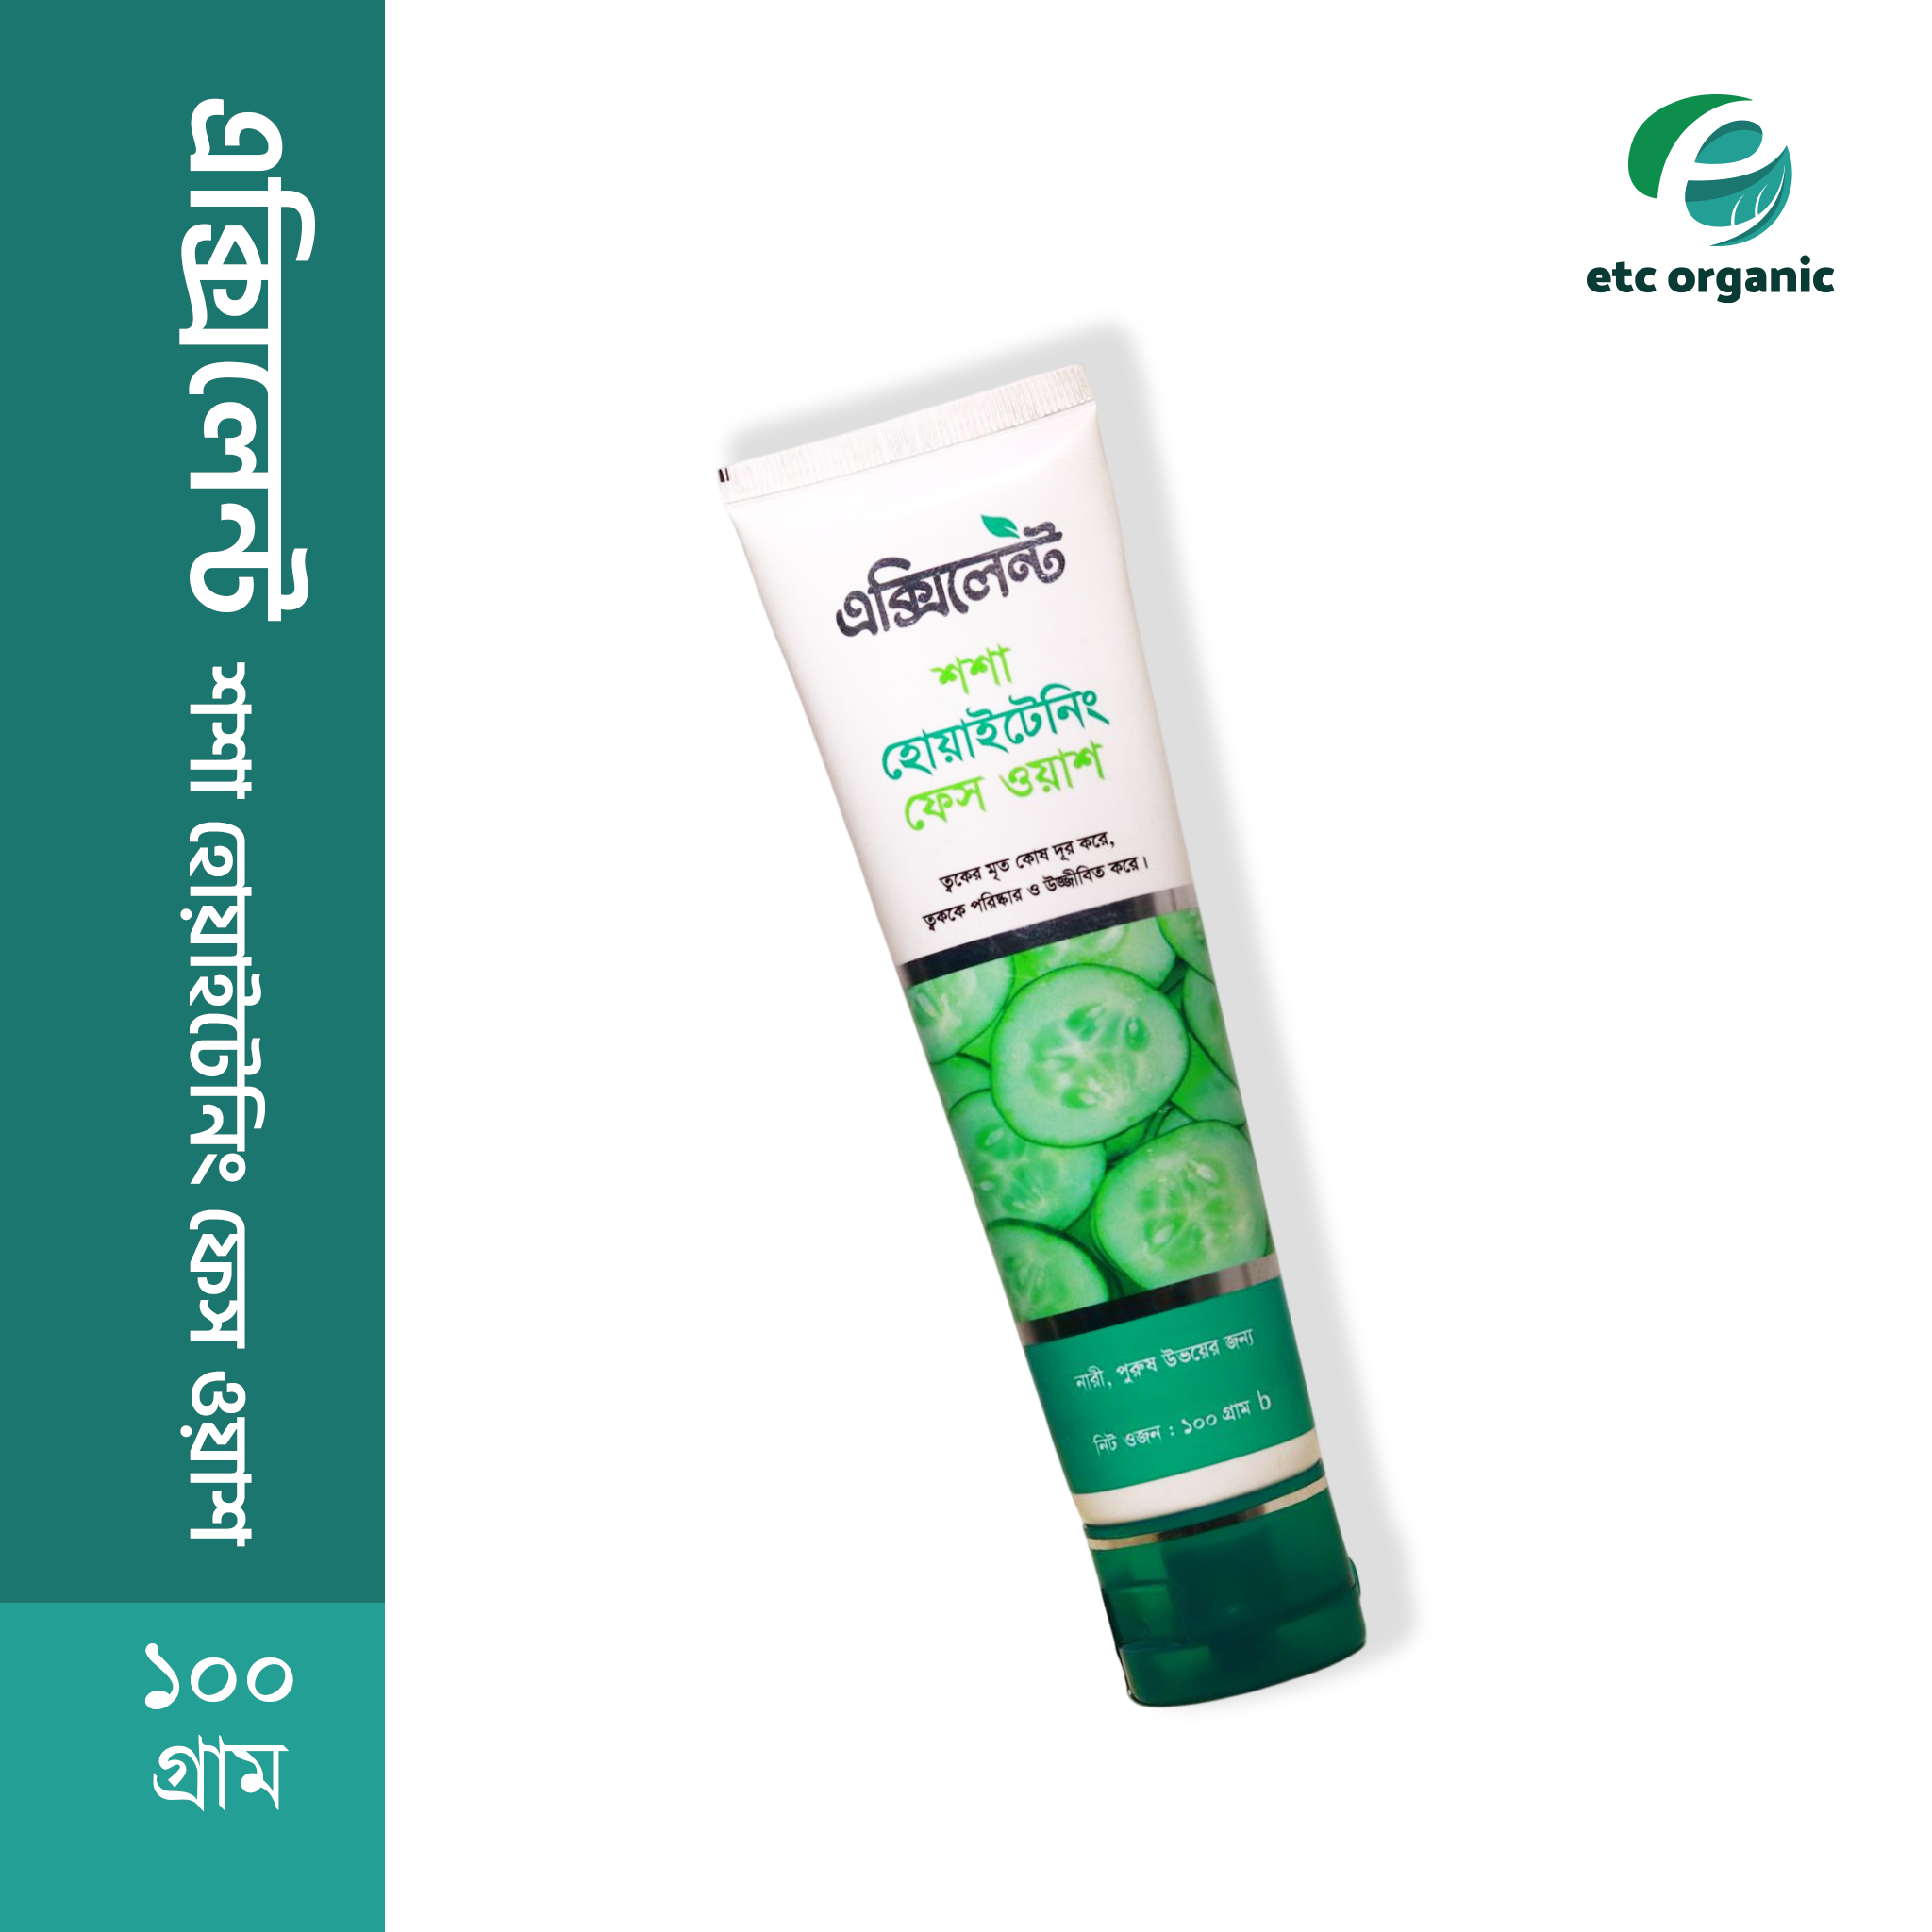 এক্সিলেন্ট শশা হোয়াইটেনিং ফেস ওয়াশ
১০০
গ্রাম
etc organic
এক্সিলেন্ট
শশা
হোয়াইটেনিং
ফেস ওয়াশ
ত্বকের মৃত কোষ দূর করে,
ত্বককে পরিষ্কার ও উজ্জীবিত করে।
নারী, পুরুষ উভয়ের জন্য
নিট ওজন : ১০০ গ্রাম b